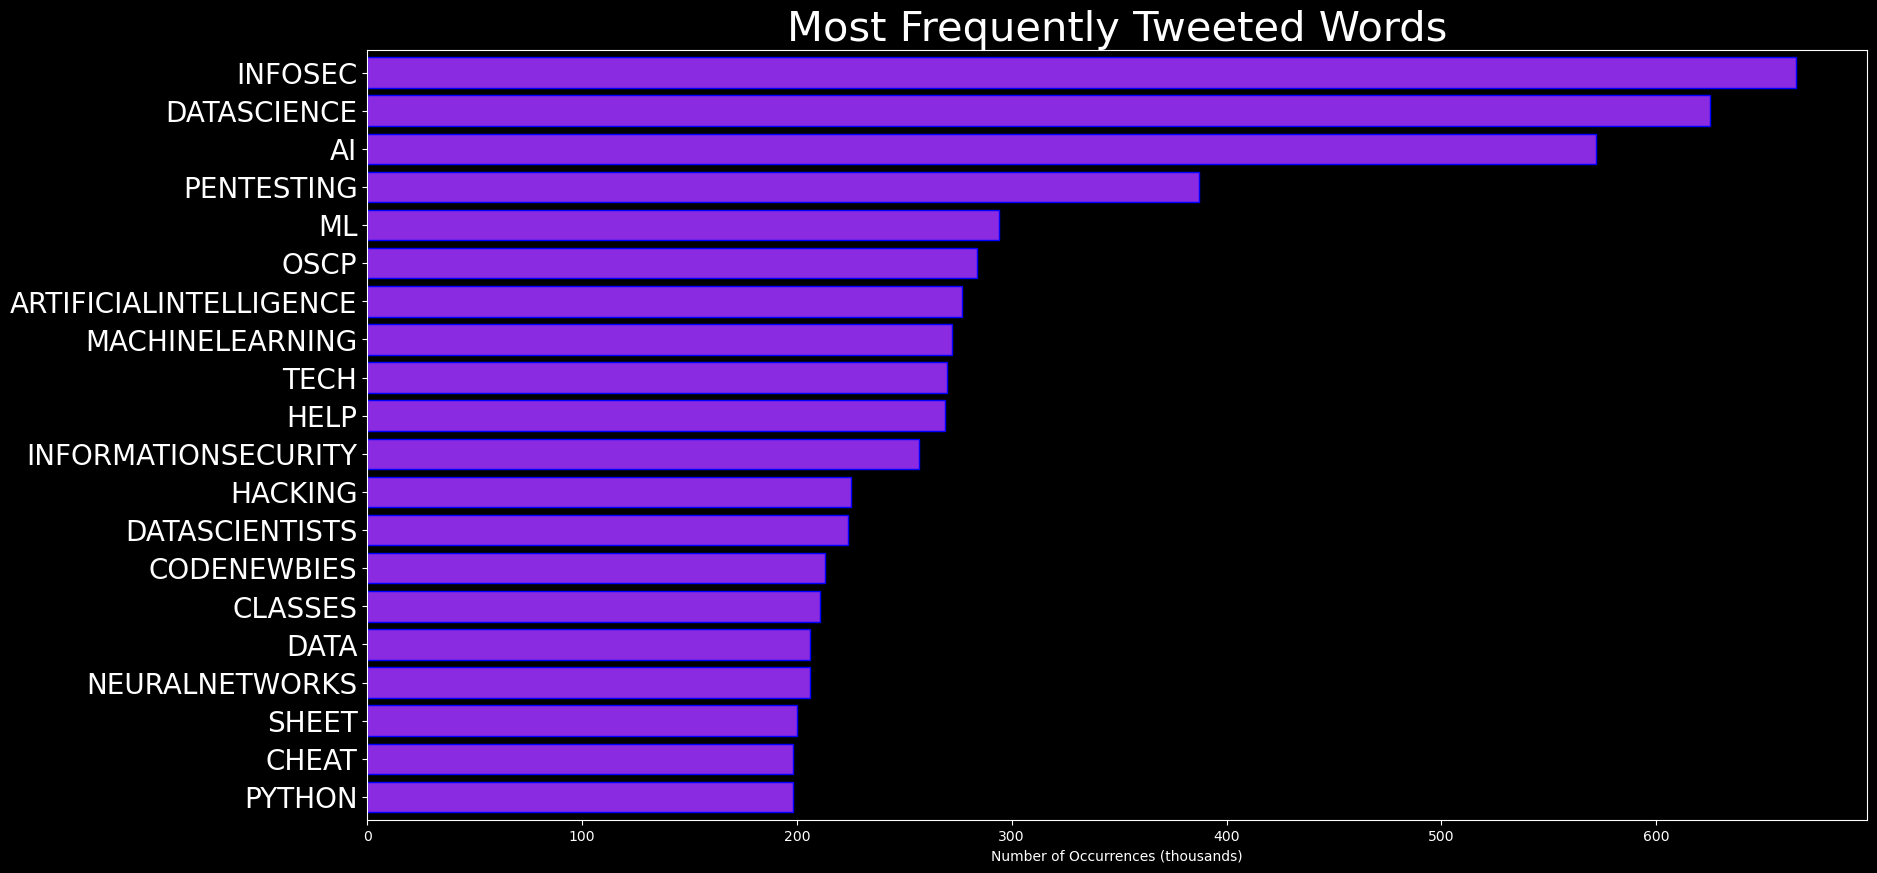 Most Frequently Tweeted Words
INFOSEC
DATASCIENCE
AI
PENTESTING
ML
OSCP
ARTIFICIALINTELLIGENCE
MACHINELEARNING
TECH
HELP
INFORMATIONSECURITY
HACKING
DATASCIENTISTS
CODENEWBIES
CLASSES
DATA
NEURALNETWORKS
SHEET
CHEAT
PYTHON
0 100 200 300 400 500 600
Number of Occurrences (thousands)